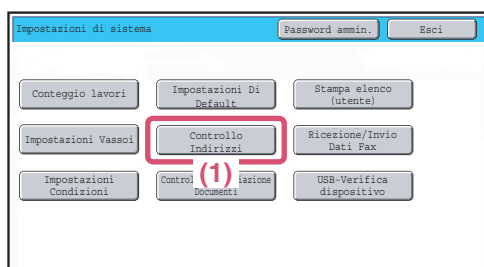 Impostazioni di sistema
Password ammin.
Esci
Conteggio lavori
Impostazioni Di
Default
Stampa elenco
(utente)
Impostazioni Vassoi
Controllo
Indirizzi
Ricezione/Invio
Dati Fax
(1)
Impostazioni
Condizioni
Documenti
USB-Verifica
dispositivo